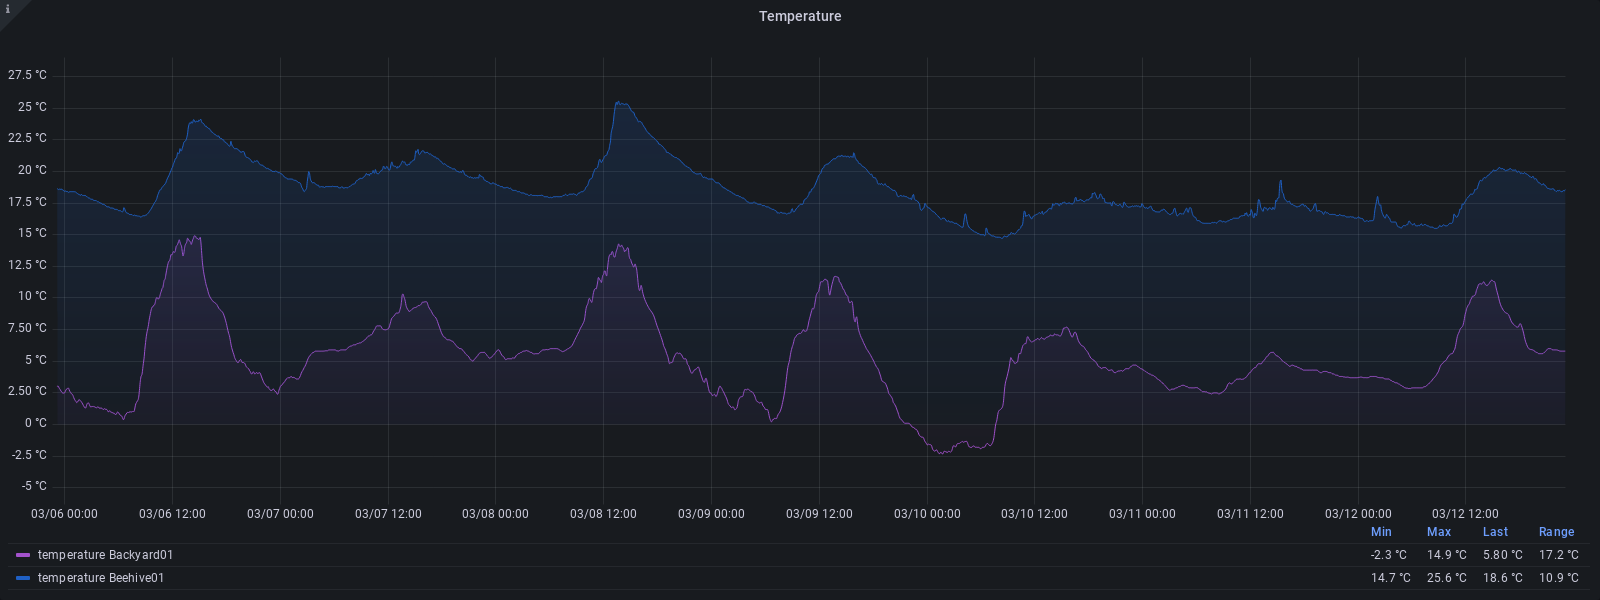 i
Temperature
27.5 °C
25 °C
22.5 °C
20 °C
17.5 °C
15 °C
12.5 °C
10 °C
7.50 °C
5 °C
2.50 °C
0 °C
-2.5 °C
-5 °C
03/06 00:00 03/06 12:00 03/07 00:00 03/07 12:00 03/08 00:00 03/08 12:00 03/09 00:00 03/09 12:00 03/10 00:00 03/10 12:00 03/11 00:00 03/11 12:00 03/12 00:00 03/12 12:00
Min Max Last Range
temperature Backyard01 -2.3 °C 14.9 °C 5.80 °C 17.2 °C
temperature Beehive01 14.7 °C 25.6 °C 18.6 °C 10.9 °C